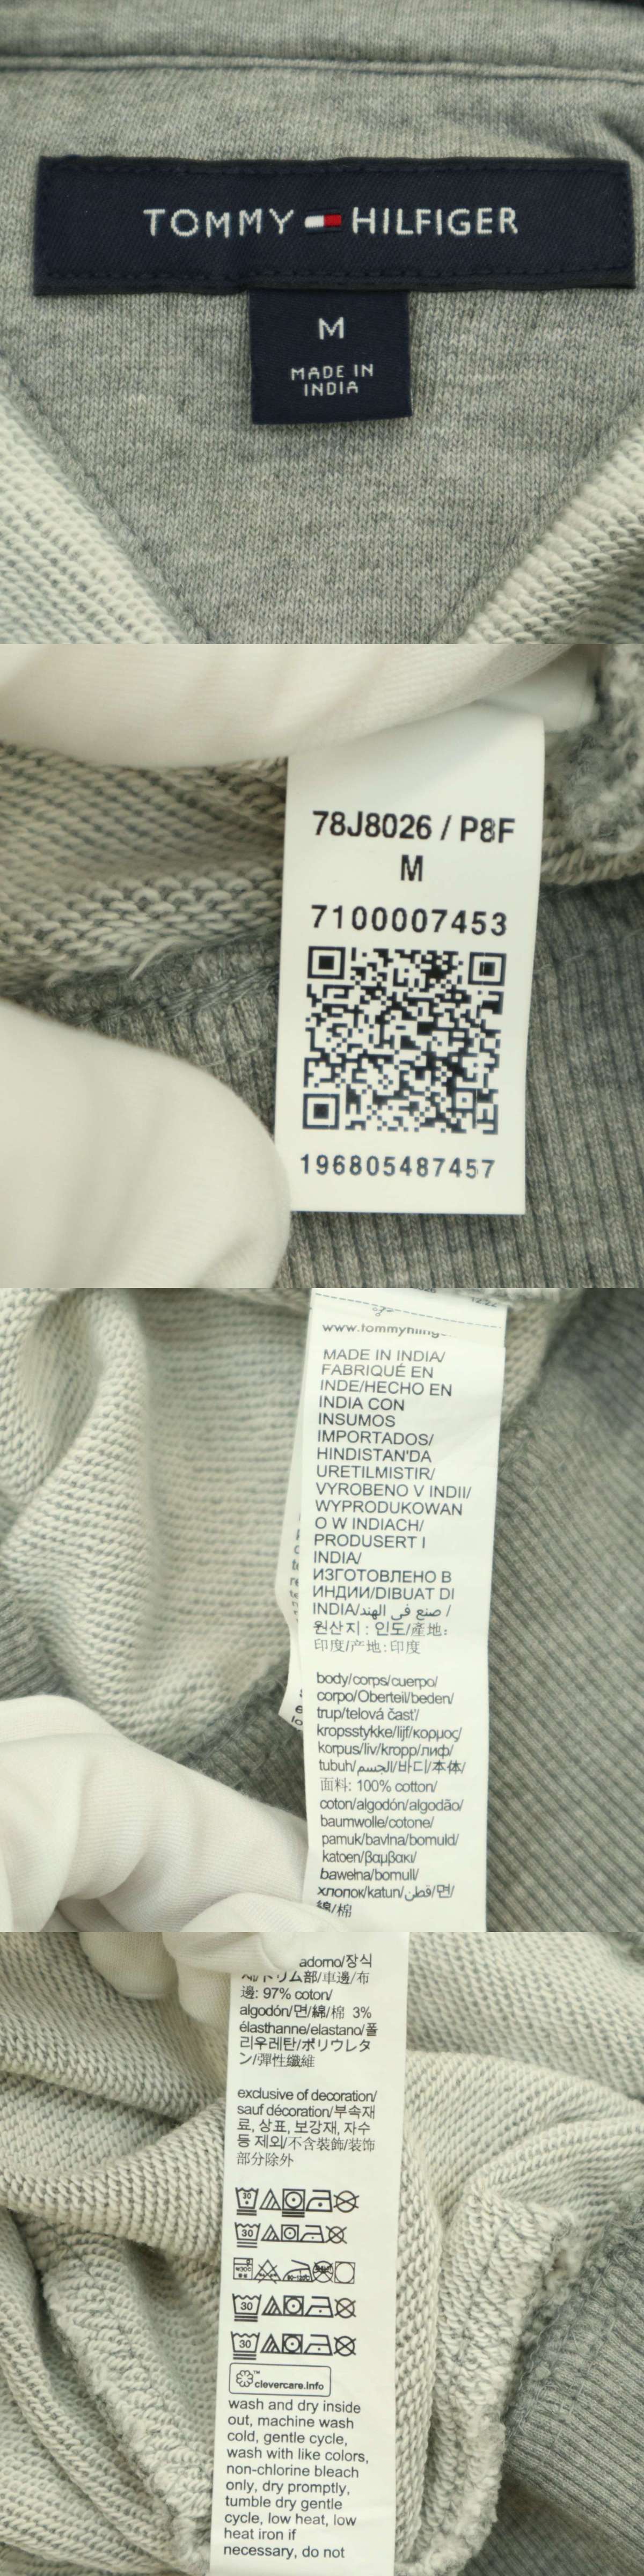 TOMMY HILFIGER
M
MADE IN
INDIA
78J8026 / P8F
M
7100007453
196805487457
MADE IN INDIA/
FABRIQUÉ EN
INDE/HECHO EN
INDIA CON
INSUMOS
IMPORTADOS/
HINDISTAN'DA
URETILMISTIR/
VYROBENO V INDII/
WYPRODUKOWAN
O W INDIACH/
PRODUSERT I
INDIA/
ИЗГОТОВЛЕНО В
ИНДИИ/DIBUAT DI
INDIA/صنع في الهند /
원산지 : 인도/產地:
印度/产地:印度
body/corps/cuerpo/
corpo/Oberteil/beden/
trup/telová časť/
kropsstykke/lijf/κορμος/
korpus/liv/kropp/лиф/
tubuh/الجسم/바디/本体/
面料: 100% cotton/
coton/algodón/algodão/
baumwolle/cotone/
pamuk/bavlna/bomuld/
katoen/βαμβακι/
bawełna/bomull/
хлопок/katun/قطن/면/
綿/棉
adorno/장식
トリム部/車邊/布
邊: 97% coton/
algodón/면/綿/棉 3%
élasthanne/elastano/폴
리우레탄/ポリウレタ
ン/彈性纖維
exclusive of decoration/
sauf décoration/부속재
료, 상표, 보강재, 자수
등 제외/不含裝飾/装饰
部分除外
30
30
30
30
clevercare.info
wash and dry inside
out, machine wash
cold, gentle cycle,
wash with like colors,
non-chlorine bleach
only, dry promptly,
tumble dry gentle
cycle, low heat, low
heat iron if
necessary, do not